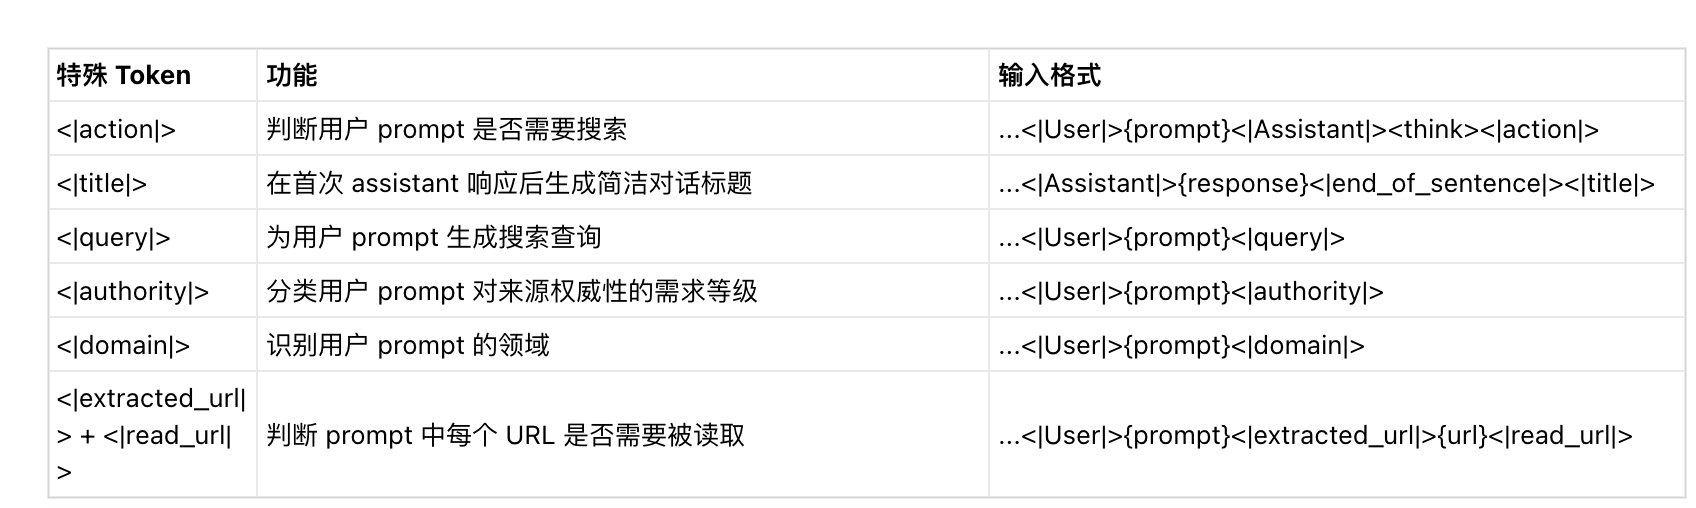 特殊 Token 功能 输入格式
<|action|> 判断用户 prompt 是否需要搜索 ...<|User|>{prompt}<|Assistant|><think><|action|>
<|title|> 在首次 assistant 响应后生成简洁对话标题 ...<|Assistant|>{response}<|end_of_sentence|><|title|>
<|query|> 为用户 prompt 生成搜索查询 ...<|User|>{prompt}<|query|>
<|authority|> 分类用户 prompt 对来源权威性的需求等级 ...<|User|>{prompt}<|authority|>
<|domain|> 识别用户 prompt 的领域 ...<|User|>{prompt}<|domain|>
<|extracted_url|
> + <|read_url| 判断 prompt 中每个 URL 是否需要被读取 ...<|User|>{prompt}<|extracted_url|>{url}<|read_url|>
>